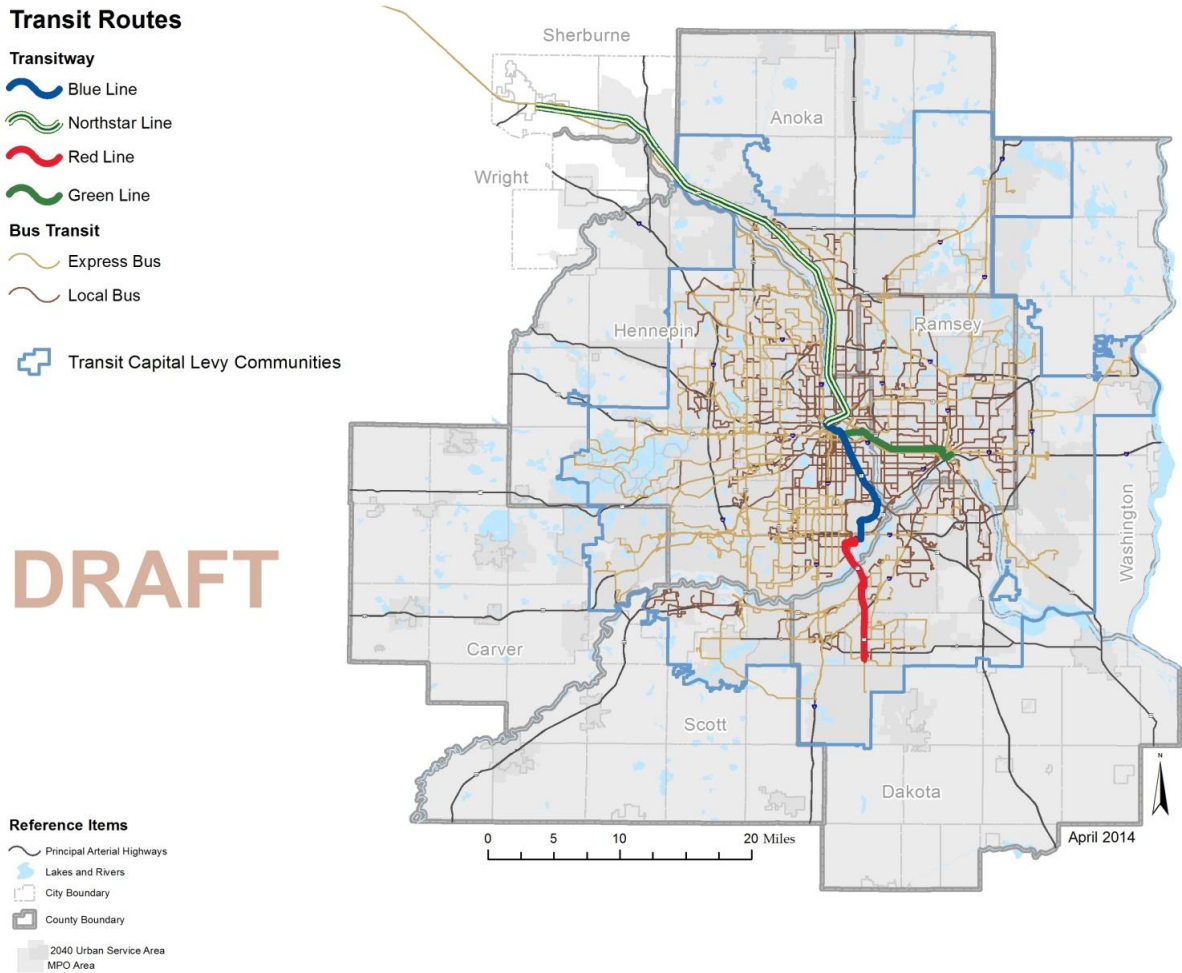 Transit Routes
Transitway
Blue Line
Northstar Line
Red Line
Green Line
Bus Transit
Express Bus
Local Bus
Transit Capital Levy Communities
DRAFT
Sherburne
Anoka
Wright
Hennepin
Ramsey
Washington
Carver
Scott
Dakota
N
April 2014
0 5 10 20 Miles
Reference Items
Principal Arterial Highways
Lakes and Rivers
City Boundary
County Boundary
2040 Urban Service Area
MPO Area